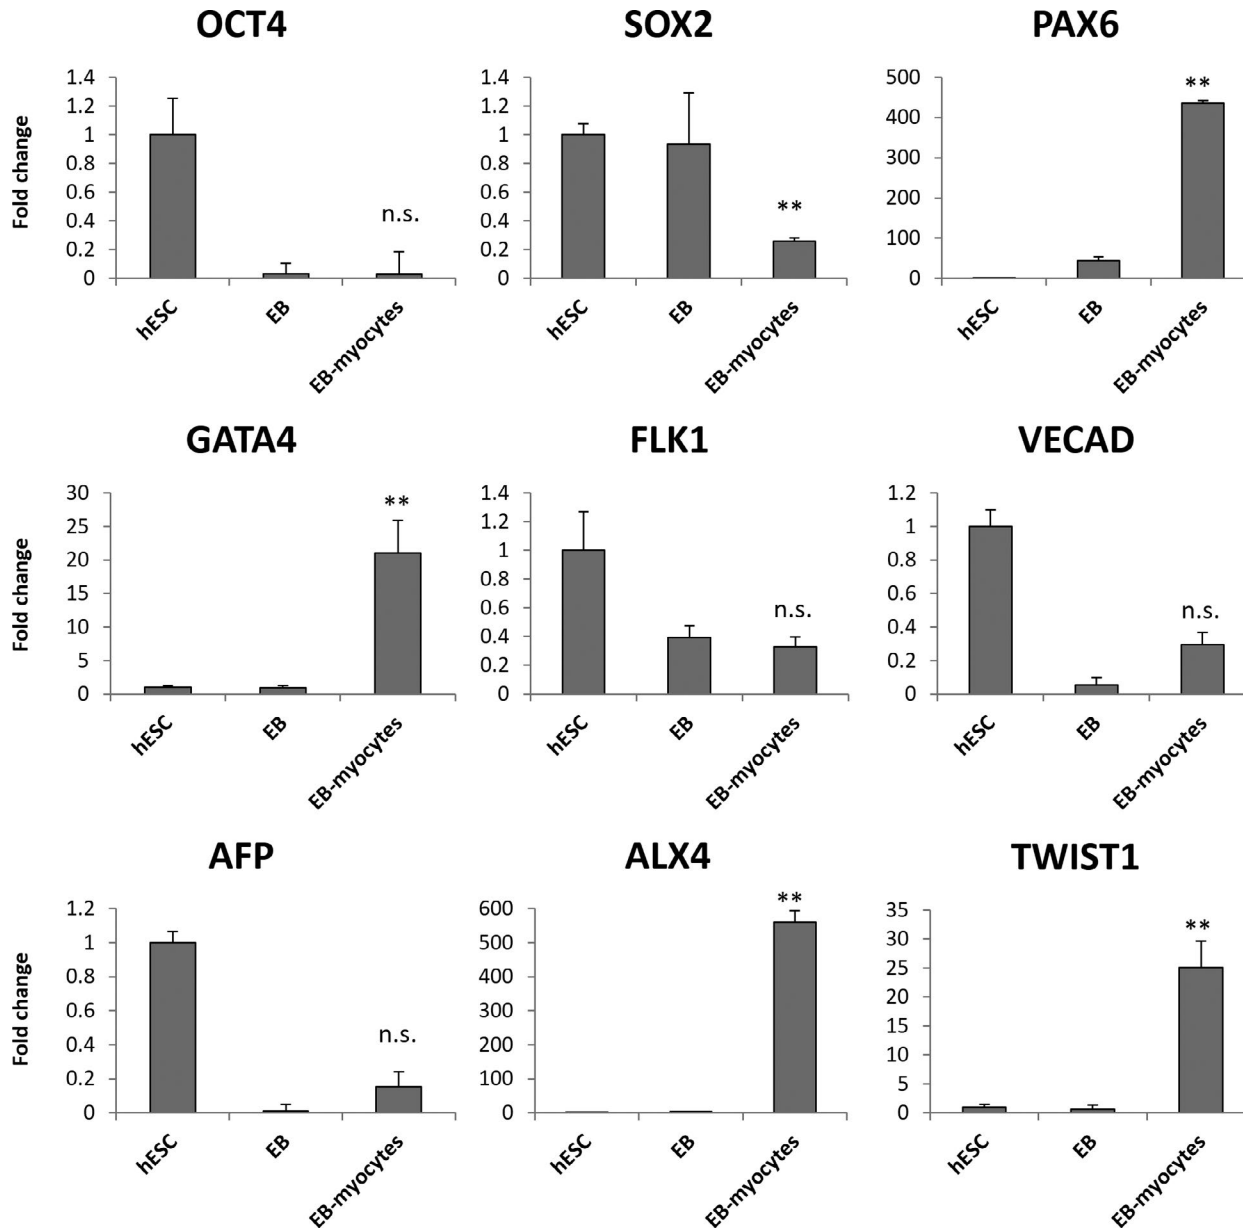 OCT4 SOX2 PAX6
Fold change
1.4
1.2
1
0.8
0.6
0.4
0.2
0
n.s.
hESC
EB
EB-myocytes
1.4
1.2
1
0.8
0.6
0.4
0.2
0
**
hESC
EB
EB-myocytes
500
400
300
200
100
0
**
hESC
EB
EB-myocytes
GATA4 FLK1 VECAD
Fold change
30
25
20
15
10
5
0
**
hESC
EB
EB-myocytes
1.4
1.2
1
0.8
0.6
0.4
0.2
0
n.s.
hESC
EB
EB-myocytes
1.2
1
0.8
0.6
0.4
0.2
0
n.s.
hESC
EB
EB-myocytes
AFP ALX4 TWIST1
Fold change
1.2
1
0.8
0.6
0.4
0.2
0
n.s.
hESC
EB
EB-myocytes
600
500
400
300
200
100
0
**
hESC
EB
EB-myocytes
35
30
25
20
15
10
5
0
**
hESC
EB
EB-myocytes